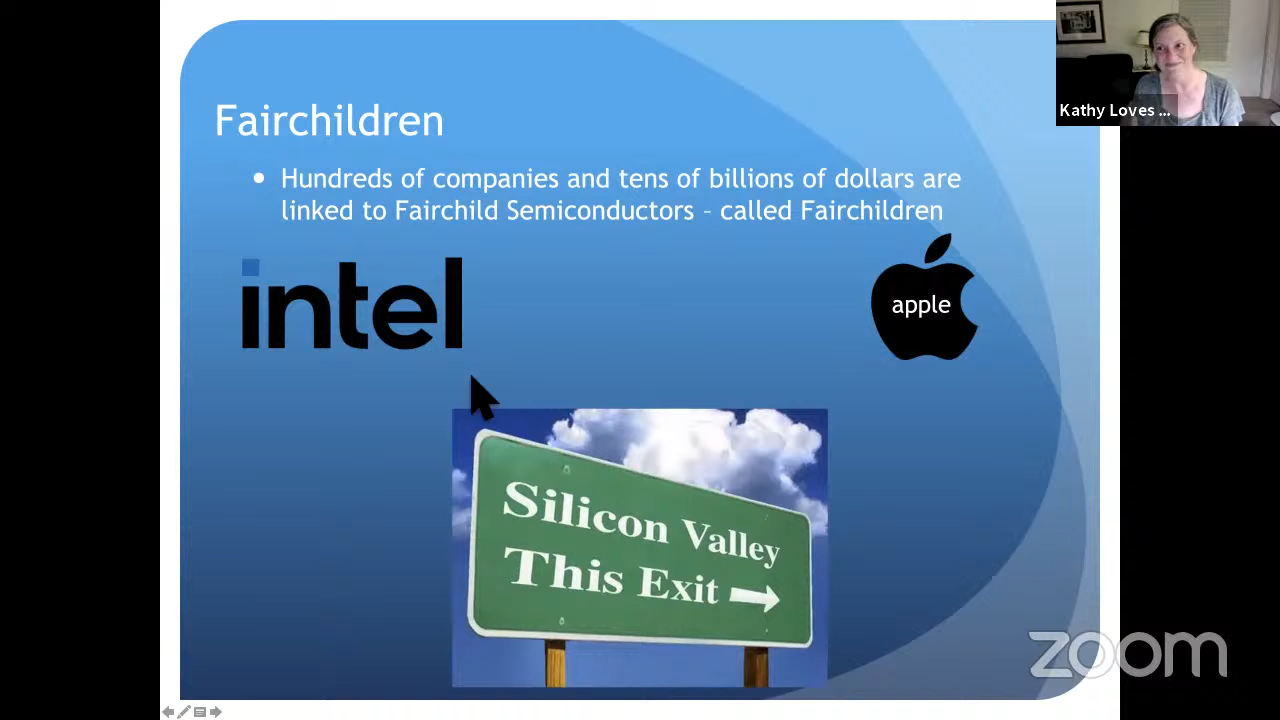 Fairchildren
Kathy Loves ...
• Hundreds of companies and tens of billions of dollars are
linked to Fairchild Semiconductors – called Fairchildren
intel
apple
Silicon Valley
This Exit →
zoom